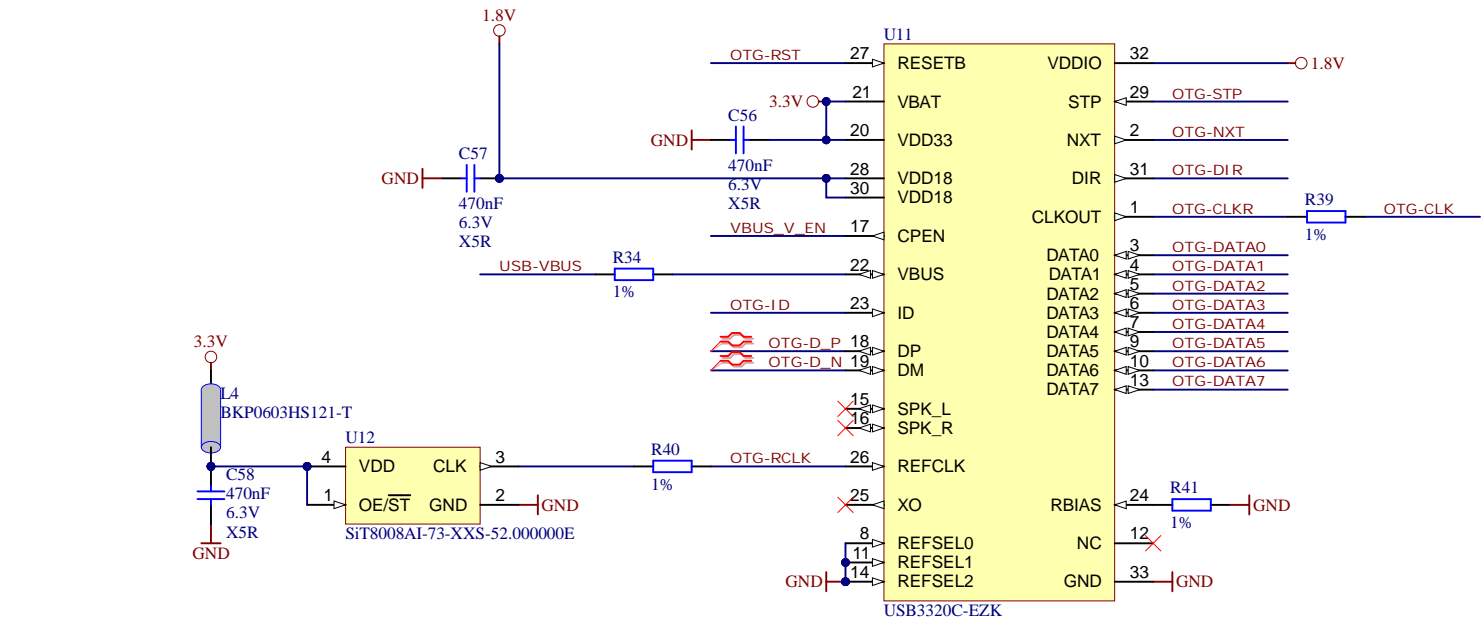 1.8V
U11
OTG-RST
27
RESETB
VDDIO
32
1.8V
3.3V
21
VBAT
STP
29
OTG-STP
C56
GND
470nF
6.3V
X5R
20
VDD33
NXT
2
OTG-NXT
C57
GND
470nF
6.3V
X5R
28
VDD18
30
VDD18
DIR
31
OTG-DIR
CLKOUT
1
OTG-CLKR
R39
1%
OTG-CLK
VBUS_V_EN
17
CPEN
USB-VBUS
R34
1%
22
VBUS
OTG-ID
23
ID
OTG-D_P
18
DP
OTG-D_N
19
DM
DATA0
3
OTG-DATA0
DATA1
4
OTG-DATA1
DATA2
5
OTG-DATA2
DATA3
6
OTG-DATA3
DATA4
7
OTG-DATA4
DATA5
9
OTG-DATA5
DATA6
10
OTG-DATA6
DATA7
13
OTG-DATA7
15
SPK_L
16
SPK_R
3.3V
L4
BKP0603HS121-T
C58
470nF
6.3V
X5R
GND
U12
4
VDD
CLK
3
1
OE/ST
GND
2
GND
SiT8008AI-73-XXS-52.000000E
R40
1%
OTG-RCLK
26
REFCLK
25
XO
RBIAS
24
R41
1%
GND
8
REFSEL0
11
REFSEL1
GND
14
REFSEL2
NC
12
GND
33
GND
USB3320C-EZK